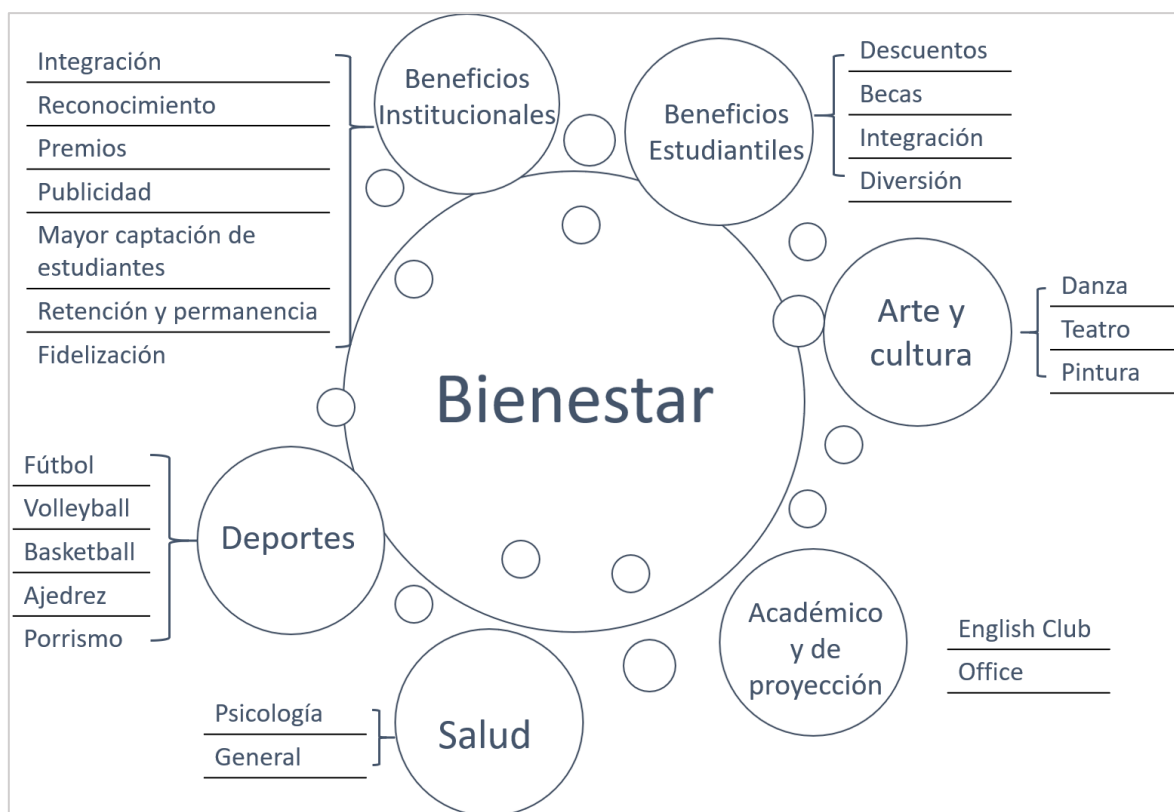 Integración
Reconocimiento
Premios
Publicidad
Mayor captación de
estudiantes
Retención y permanencia
Fidelización
Beneficios
Institucionales
Beneficios
Estudiantiles
Descuentos
Becas
Integración
Diversión
Arte y
cultura
Danza
Teatro
Pintura
Bienestar
Fútbol
Volleyball
Basketball
Ajedrez
Porrismo
Deportes
Académico
y de
proyección
English Club
Office
Psicología
General
Salud